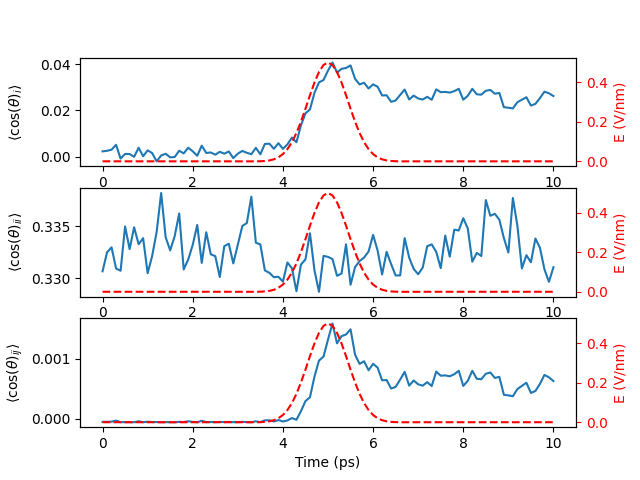 0.04
0.02
0.00
⟨cos(θ)ᵢ⟩
0.4
0.2
0.0
E (V/nm)
0 2 4 6 8 10
0.335
0.330
⟨cos(θ)ᵢᵢ⟩
0.4
0.2
0.0
E (V/nm)
0 2 4 6 8 10
0.001
0.000
⟨cos(θ)ᵢⱼ⟩
0.4
0.2
0.0
E (V/nm)
0 2 4 6 8 10
Time (ps)